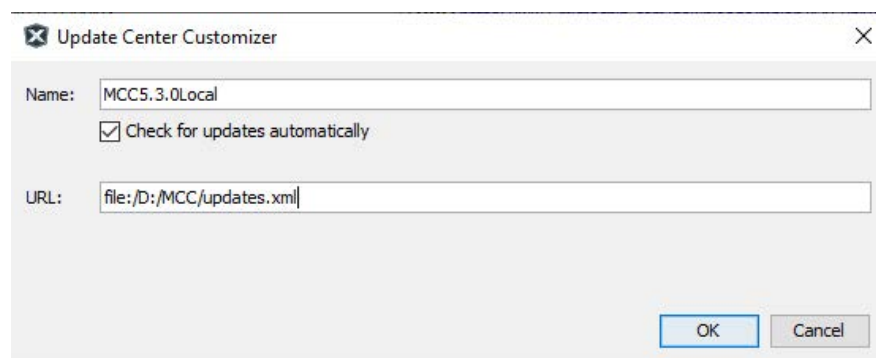 Update Center Customizer
Name: MCC5.3.0Local
Check for updates automatically
URL: file:/D:/MCC/updates.xml
OK Cancel